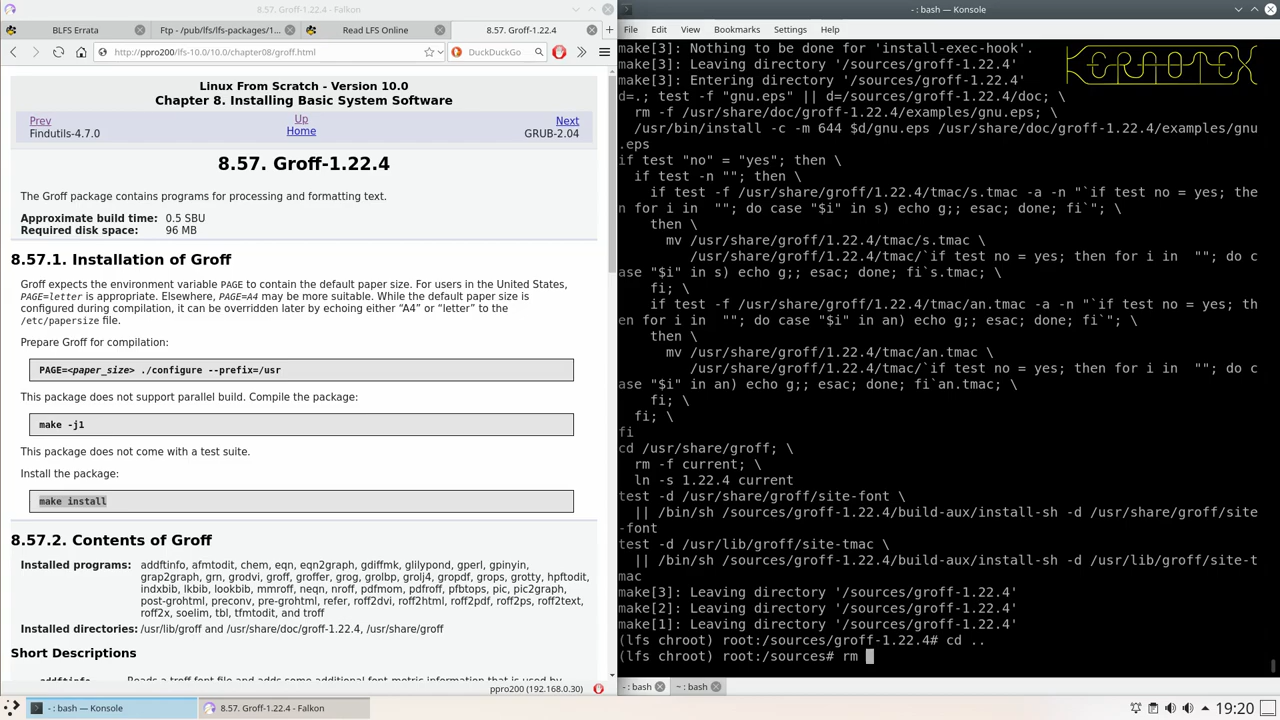 8.57. Groff-1.22.4 - Falkon
BLFS Errata
Ftp - /pub/lfs/lfs-packages/1...
Read LFS Online
8.57. Groff-1.22.4
http://ppro200/lfs-10.0/10.0/chapter08/groff.html
DuckDuckGo
Linux From Scratch - Version 10.0
Chapter 8. Installing Basic System Software
Prev
Up
Next
Findutils-4.7.0
Home
GRUB-2.04
8.57. Groff-1.22.4
The Groff package contains programs for processing and formatting text.
Approximate build time: 0.5 SBU
Required disk space: 96 MB
8.57.1. Installation of Groff
Groff expects the environment variable PAGE to contain the default paper size. For users in the United States,
PAGE=letter is appropriate. Elsewhere, PAGE=A4 may be more suitable. While the default paper size is
configured during compilation, it can be overridden later by echoing either “A4” or “letter” to the
/etc/papersize file.
Prepare Groff for compilation:
PAGE=<paper_size> ./configure --prefix=/usr
This package does not support parallel build. Compile the package:
make -j1
This package does not come with a test suite.
Install the package:
make install
8.57.2. Contents of Groff
Installed programs: addftinfo, afmtodit, chem, eqn, eqn2graph, gdiffmk, glilypond, gperl, gpinyin,
grap2graph, grn, grodvi, groff, groffer, grog, grolbp, grolj4, gropdf, grops, grotty, hpftodit,
indxbib, lkbib, lookbib, mmroff, neqn, nroff, pdfmom, pdfroff, pfbtops, pic, pic2graph,
post-grohtml, preconv, pre-grohtml, refer, roff2dvi, roff2html, roff2pdf, roff2ps, roff2text,
roff2x, soelim, tbl, tfmtodit, and troff
Installed directories: /usr/lib/groff and /usr/share/doc/groff-1.22.4, /usr/share/groff
Short Descriptions
ppro200 (192.168.0.30)
- : bash — Konsole
File Edit View Bookmarks Settings Help
KERAOTEX
make[3]: Nothing to be done for 'install-exec-hook'.
make[3]: Leaving directory '/sources/groff-1.22.4'
make[3]: Entering directory '/sources/groff-1.22.4'
d=.; test -f "gnu.eps" || d=/sources/groff-1.22.4/doc; \
rm -f /usr/share/doc/groff-1.22.4/examples/gnu.eps; \
/usr/bin/install -c -m 644 $d/gnu.eps /usr/share/doc/groff-1.22.4/examples/gnu
.eps
if test "no" = "yes"; then \
if test -n ""; then \
if test -f /usr/share/groff/1.22.4/tmac/s.tmac -a -n "`if test no = yes; the
n for i in  ""; do case "$i" in s) echo g;; esac; done; fi`"; \
then \
mv /usr/share/groff/1.22.4/tmac/s.tmac \
/usr/share/groff/1.22.4/tmac/`if test no = yes; then for i in  ""; do c
ase "$i" in s) echo g;; esac; done; fi`s.tmac; \
fi; \
if test -f /usr/share/groff/1.22.4/tmac/an.tmac -a -n "`if test no = yes; th
en for i in  ""; do case "$i" in an) echo g;; esac; done; fi`"; \
then \
mv /usr/share/groff/1.22.4/tmac/an.tmac \
/usr/share/groff/1.22.4/tmac/`if test no = yes; then for i in  ""; do c
ase "$i" in an) echo g;; esac; done; fi`an.tmac; \
fi; \
fi; \
fi
cd /usr/share/groff; \
rm -f current; \
ln -s 1.22.4 current
test -d /usr/share/groff/site-font \
|| /bin/sh /sources/groff-1.22.4/build-aux/install-sh -d /usr/share/groff/site
-font
test -d /usr/lib/groff/site-tmac \
|| /bin/sh /sources/groff-1.22.4/build-aux/install-sh -d /usr/lib/groff/site-t
mac
make[3]: Leaving directory '/sources/groff-1.22.4'
make[2]: Leaving directory '/sources/groff-1.22.4'
make[1]: Leaving directory '/sources/groff-1.22.4'
(lfs chroot) root:/sources/groff-1.22.4# cd ..
(lfs chroot) root:/sources# rm
- : bash
~ : bash
- : bash — Konsole
8.57. Groff-1.22.4 - Falkon
19:20